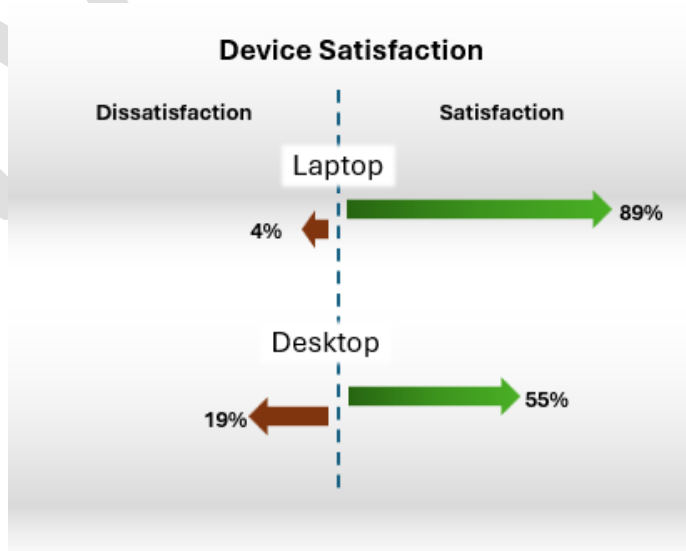 Device Satisfaction
Dissatisfaction Satisfaction
Laptop
89%
4%
Desktop
55%
19%